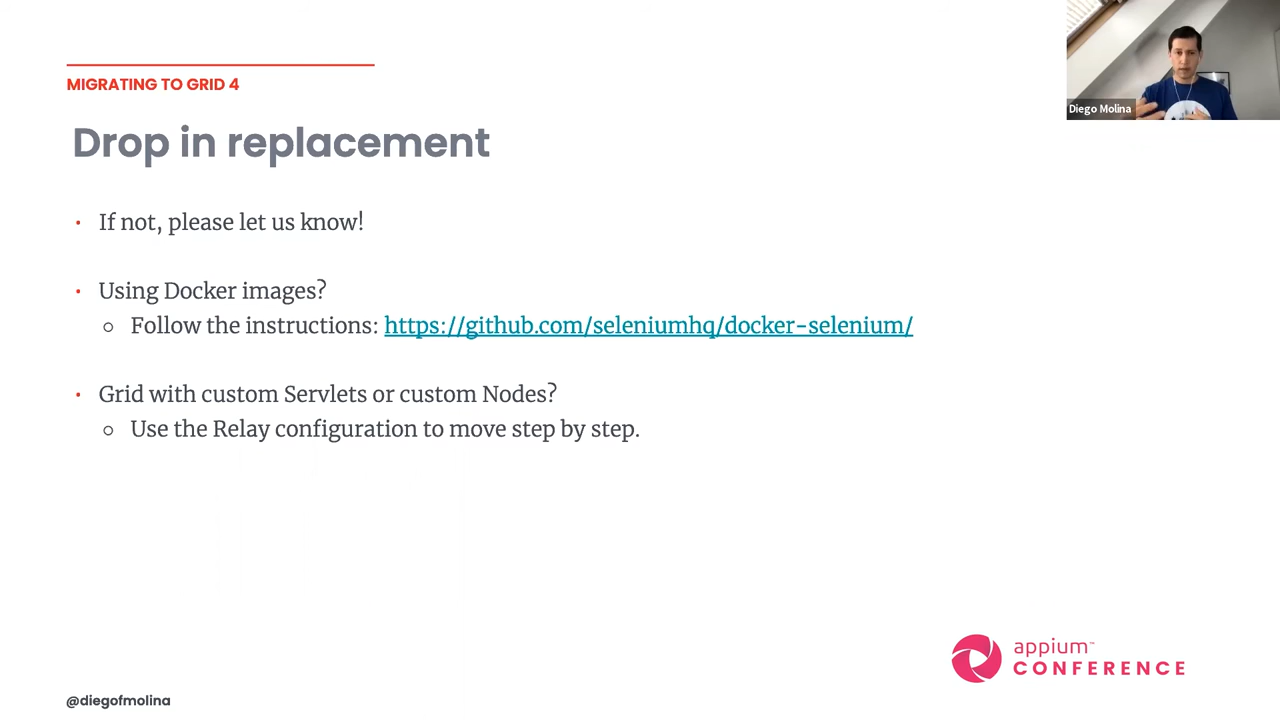 MIGRATING TO GRID 4
Diego Molina
Drop in replacement
• If not, please let us know!
• Using Docker images?
○ Follow the instructions: https://github.com/seleniumhq/docker-selenium/
• Grid with custom Servlets or custom Nodes?
○ Use the Relay configuration to move step by step.
appium™
CONFERENCE
@diegofmolina